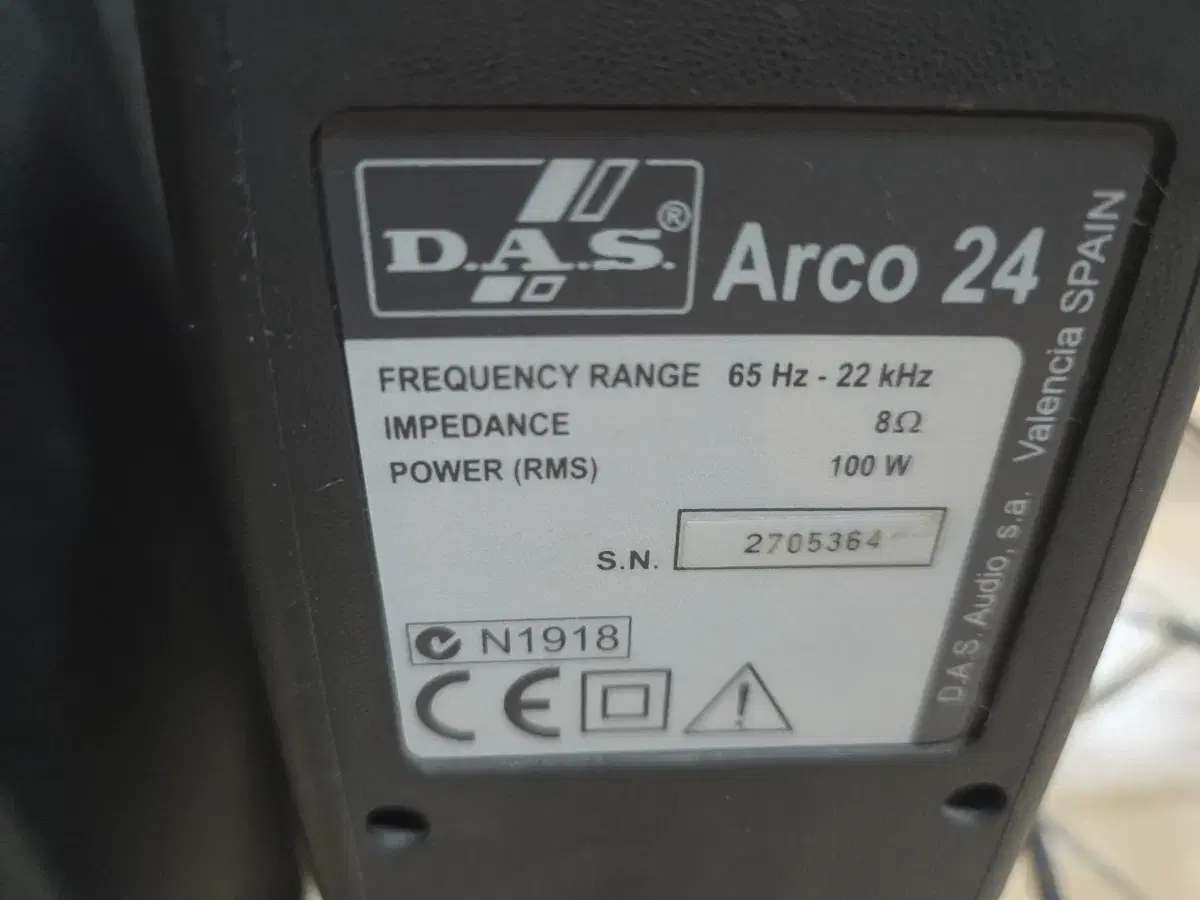 D.A.S.®
Arco 24
FREQUENCY RANGE 65 Hz - 22 kHz
IMPEDANCE 8Ω
POWER (RMS) 100 W
S.N. 2705364
N1918
CE
D.A.S. Audio, s.a. Valencia SPAIN